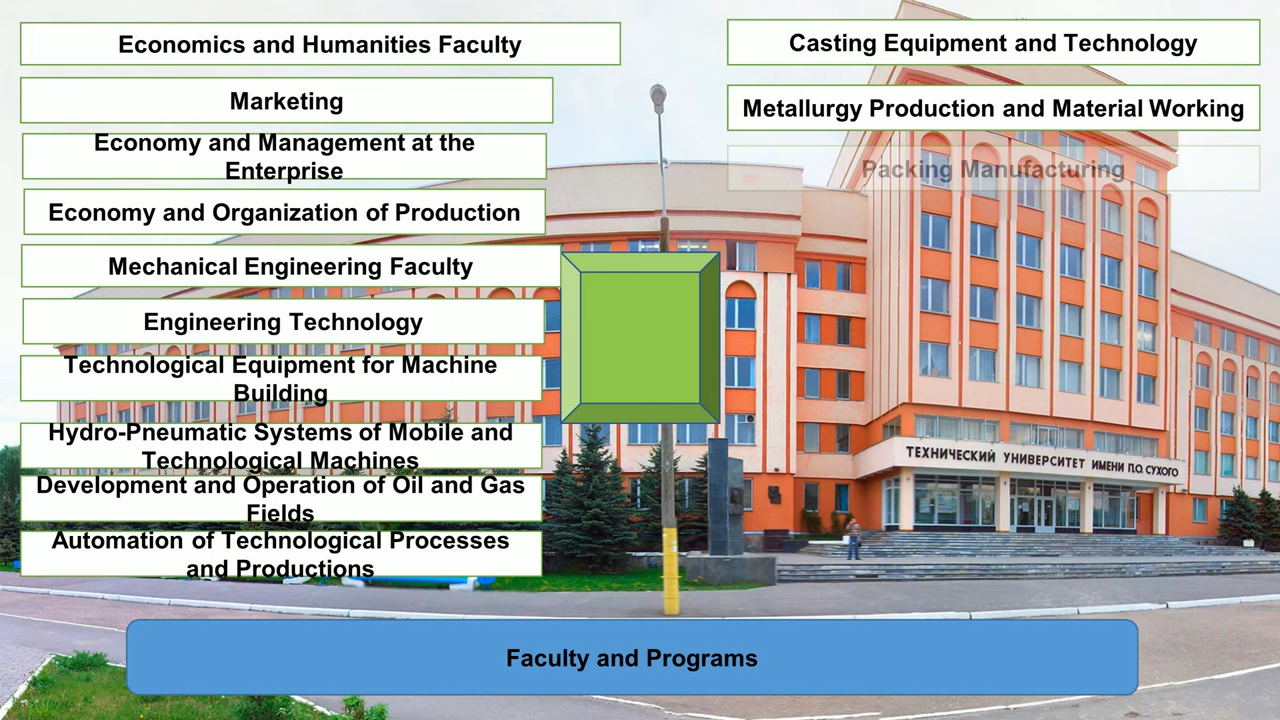 Economics and Humanities Faculty
Marketing
Economy and Management at the
Enterprise
Economy and Organization of Production
Mechanical Engineering Faculty
Engineering Technology
Technological Equipment for Machine
Building
Hydro-Pneumatic Systems of Mobile and
Technological Machines
Development and Operation of Oil and Gas
Fields
Automation of Technological Processes
and Productions
Casting Equipment and Technology
Metallurgy Production and Material Working
Packing Manufacturing
ТЕХНИЧЕСКИЙ УНИВЕРСИТЕТ ИМЕНИ П.О. СУХОГО
Faculty and Programs